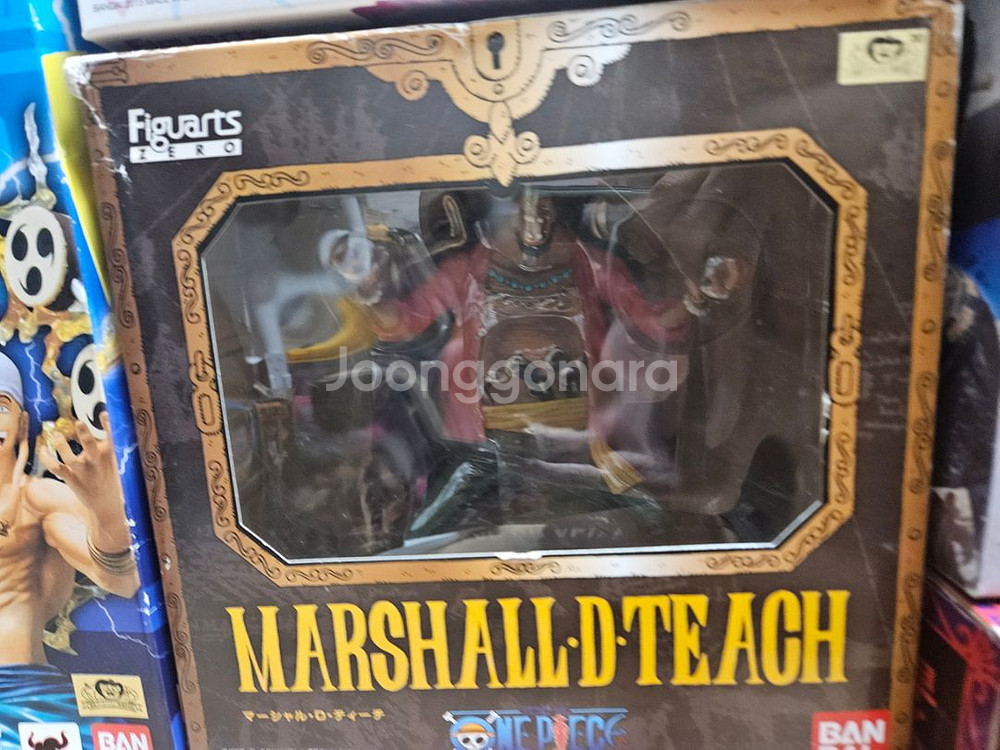 Figuarts
ZERO
Joonggonara
MARSHALL·D·TEACH
マーシャル・D・ティーチ
ONE PIECE
BAN
BAN